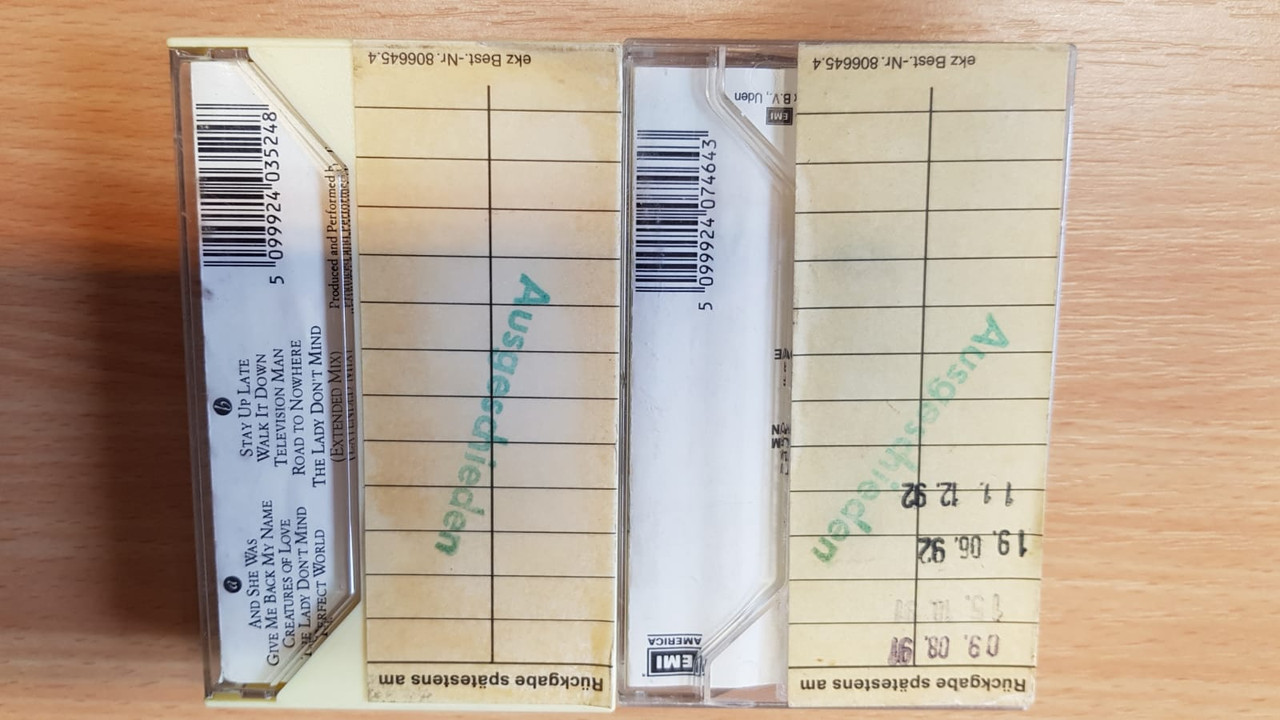 5 099924 035248
a
AND SHE WAS
GIVE ME BACK MY NAME
CREATURES OF LOVE
LADY DON'T MIND
PERFECT WORLD
b
STAY UP LATE
WALK IT DOWN
TELEVISION MAN
ROAD TO NOWHERE
THE LADY DON'T MIND
(EXTENDED MIX)
Produced and Performed
Rückgabe spätestens am
Ausgeschieden
ekz Best.-Nr. 806645.4
5 099924 074643
EMI
AMERICA
EMI
B.V., Uden
Rückgabe spätestens am
09. 08. 91
19. 06. 92
11. 12. 92
Ausgeschieden
ekz Best.-Nr. 806645.4